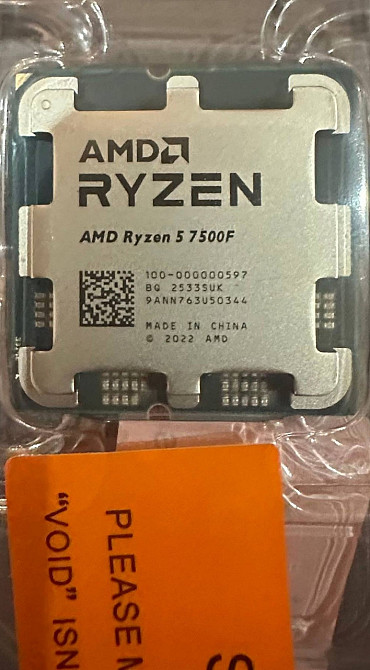 AMD
RYZEN
AMD Ryzen 5 7500F
100-000000597
BQ 2533SUK
9ANN763U50344
MADE IN CHINA
© 2022 AMD
PLEASE
"VOID" ISN